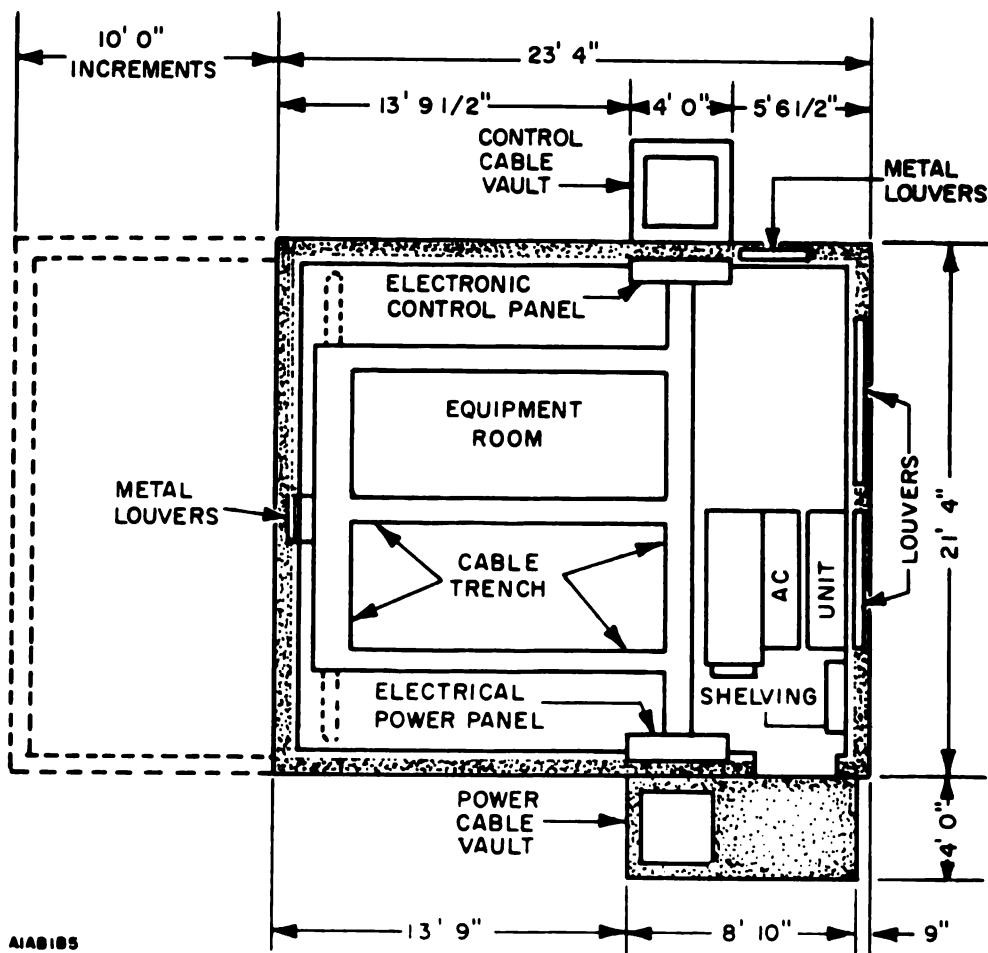 10' 0"
INCREMENTS
23' 4"
13' 9 1/2"
4' 0"
5' 6 1/2"
CONTROL
CABLE
VAULT
METAL
LOUVERS
ELECTRONIC
CONTROL PANEL
EQUIPMENT
ROOM
METAL
LOUVERS
LOUVERS
21' 4"
CABLE
TRENCH
AC
UNIT
SHELVING
ELECTRICAL
POWER PANEL
POWER
CABLE
VAULT
4' 0"
13' 9"
8' 10"
9"
A1AB1B5